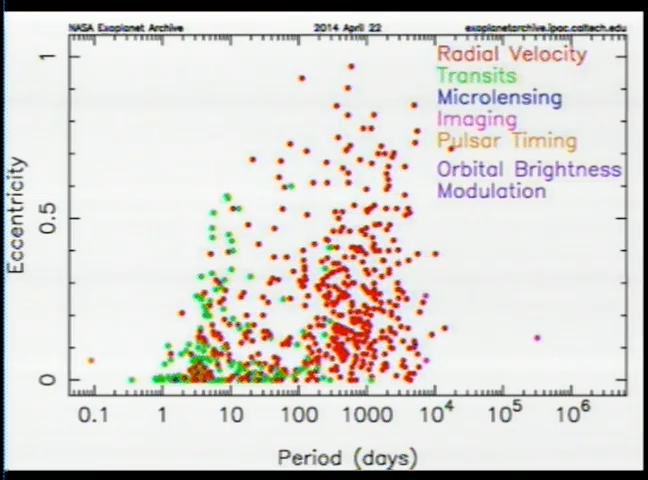 NASA Exoplanet Archive 2014 April 22 exoplanetarchive.ipac.caltech.edu
Radial Velocity
Transits
Microlensing
Imaging
Pulsar Timing
Orbital Brightness
Modulation
Eccentricity
1
0.5
0
0.1 1 10 100 1000 10^4 10^5 10^6
Period (days)